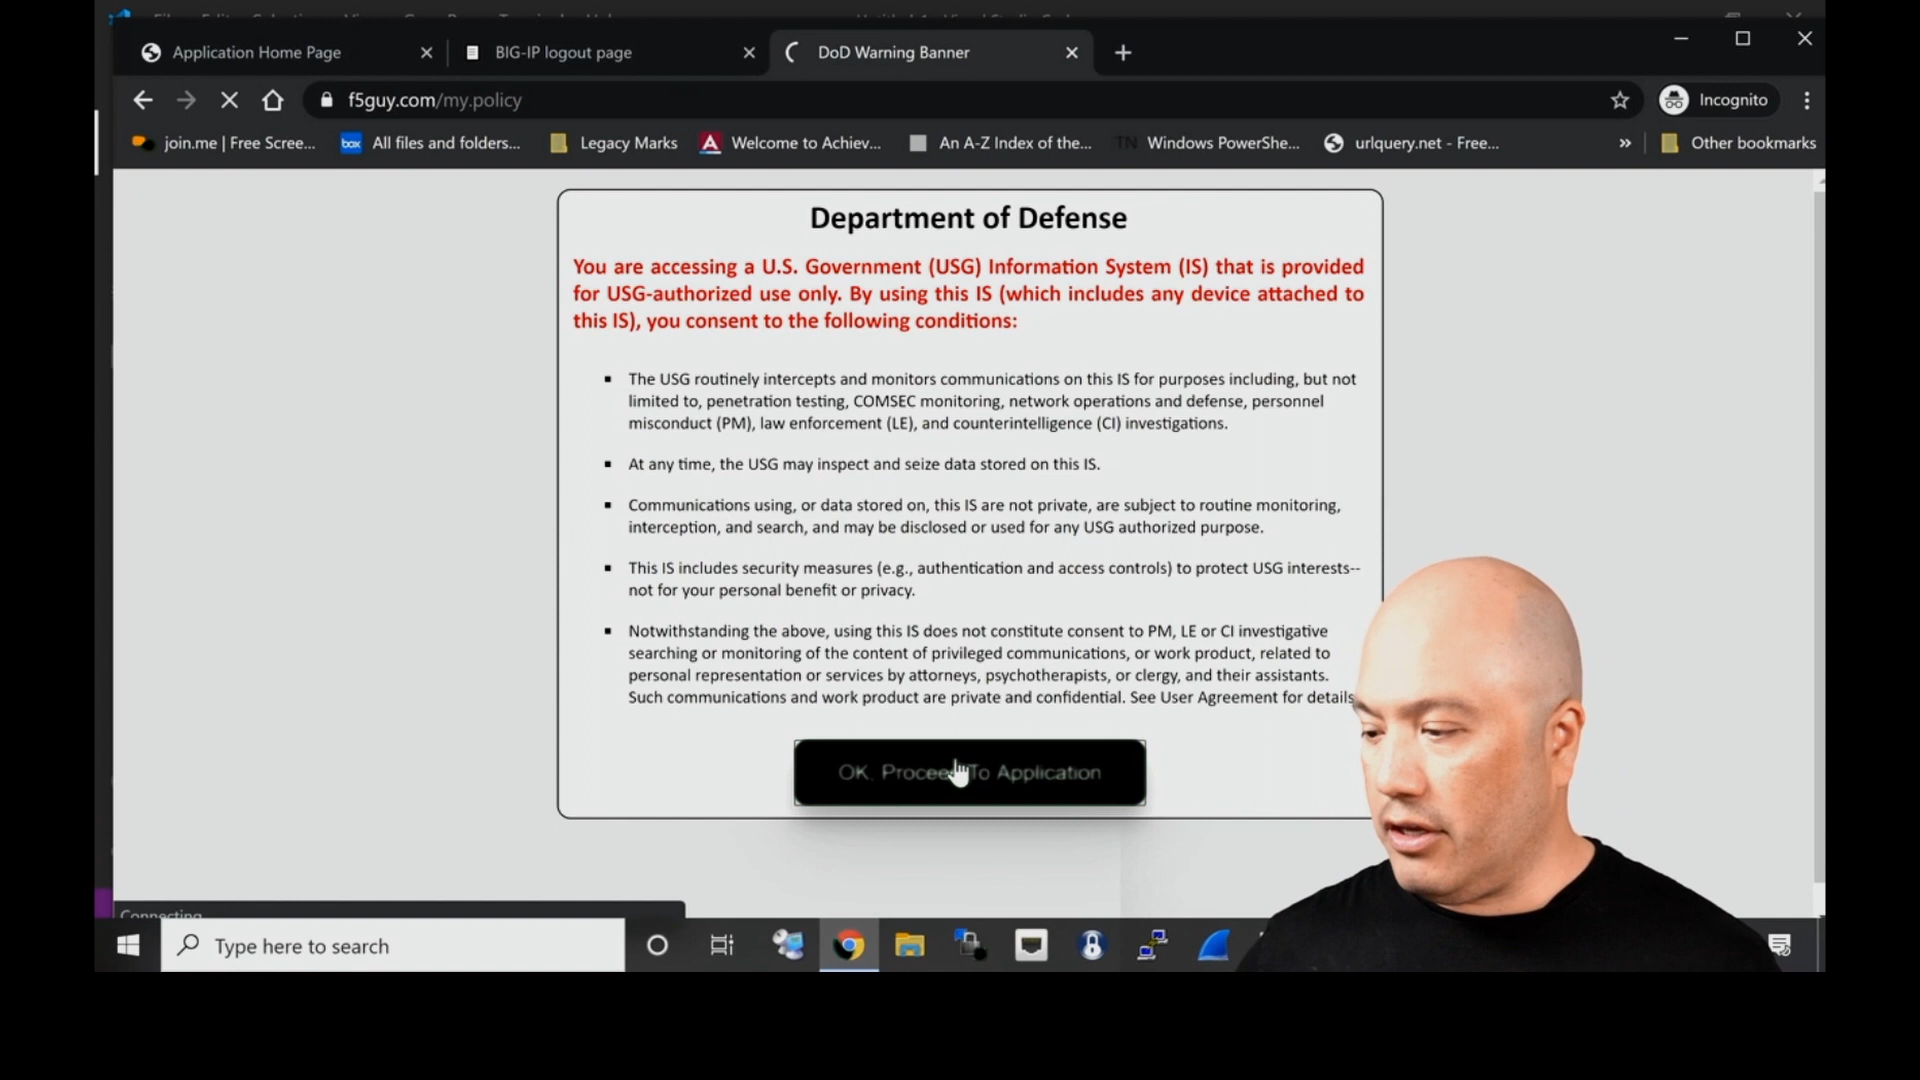 Application Home Page
BIG-IP logout page
DoD Warning Banner
f5guy.com/my.policy
Incognito
join.me | Free Scree...
All files and folders...
Legacy Marks
Welcome to Achiev...
An A-Z Index of the...
TN Windows PowerShe...
urlquery.net - Free...
»
Other bookmarks
Department of Defense
You are accessing a U.S. Government (USG) Information System (IS) that is provided
for USG-authorized use only. By using this IS (which includes any device attached to
this IS), you consent to the following conditions:
▪ The USG routinely intercepts and monitors communications on this IS for purposes including, but not
limited to, penetration testing, COMSEC monitoring, network operations and defense, personnel
misconduct (PM), law enforcement (LE), and counterintelligence (CI) investigations.
▪ At any time, the USG may inspect and seize data stored on this IS.
▪ Communications using, or data stored on, this IS are not private, are subject to routine monitoring,
interception, and search, and may be disclosed or used for any USG authorized purpose.
▪ This IS includes security measures (e.g., authentication and access controls) to protect USG interests--
not for your personal benefit or privacy.
▪ Notwithstanding the above, using this IS does not constitute consent to PM, LE or CI investigative
searching or monitoring of the content of privileged communications, or work product, related to
personal representation or services by attorneys, psychotherapists, or clergy, and their assistants.
Such communications and work product are private and confidential. See User Agreement for details
OK, Proceed To Application
Connecting
box
Type here to search